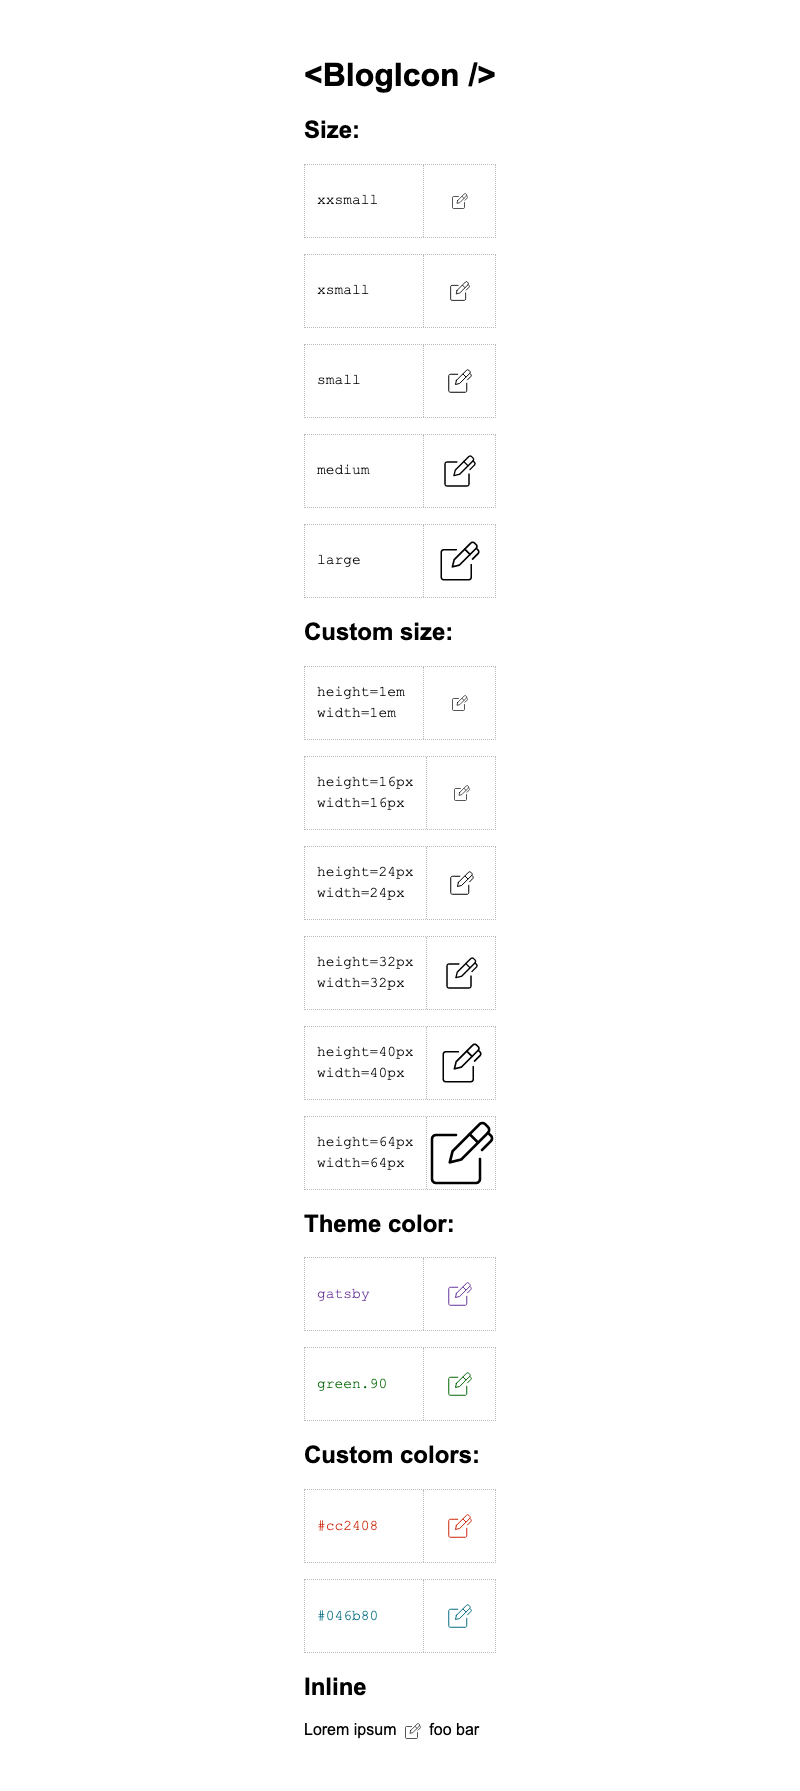 <BlogIcon />
Size:
xxsmall
xsmall
small
medium
large
Custom size:
height=1em
width=1em
height=16px
width=16px
height=24px
width=24px
height=32px
width=32px
height=40px
width=40px
height=64px
width=64px
Theme color:
gatsby
green.90
Custom colors:
#cc2408
#046b80
Inline
Lorem ipsum foo bar